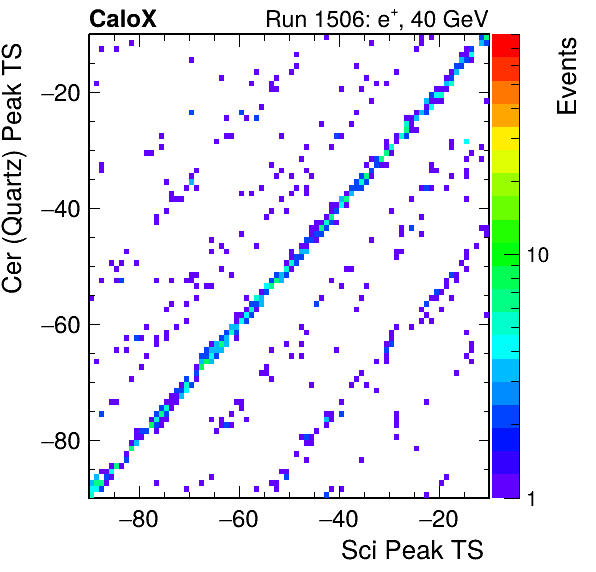 CaloX Run 1506: e⁺, 40 GeV
Cer (Quartz) Peak TS
Events
−20
−40
−60
−80
10
1
−80 −60 −40 −20
Sci Peak TS